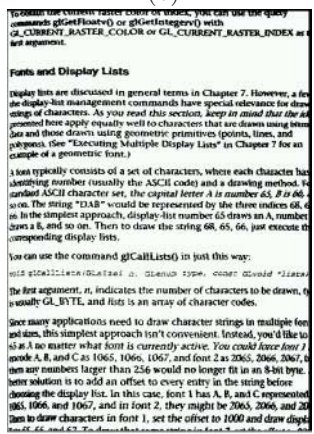 To obtain the current raster color or index, you can use the query
commands glGetFloatv() or glGetIntegerv() with
GL_CURRENT_RASTER_COLOR or GL_CURRENT_RASTER_INDEX as
first argument.
Fonts and Display Lists
Display lists are discussed in general terms in Chapter 7. However, a few
the display-list management commands have special relevance for draw
strings of characters. As you read this section, keep in mind that the
presented here apply equally well to characters that are drawn using
data and those drawn using geometric primitives (points, lines, and
polygons). (See "Executing Multiple Display Lists" in Chapter 7 for an
example of a geometric font.)
A font typically consists of a set of characters, where each character has
identifying number (usually the ASCII code) and a drawing method.
standard ASCII character set, the capital letter A is number 65, B is 66,
so on. The string "DAB" would be represented by the three indices 68,
66. In the simplest approach, display-list number 65 draws an A, number
draws a B, and so on. Then to draw the string 68, 65, 66, just execute
corresponding display lists.
You can use the command glCallLists() in just this way:
void glCallLists(GLsizei n, GLenum type, const GLvoid *lists
The first argument, n, indicates the number of characters to be drawn,
is usually GL_BYTE, and lists is an array of character codes.
Since many applications need to draw character strings in multiple
and sizes, this simplest approach isn't convenient. Instead, you'd like
65 as A no matter what font is currently active. You could force font 1
encode A, B, and C as 1065, 1066, 1067, and font 2 as 2065, 2066, 2067,
then any numbers larger than 256 would no longer fit in an 8-bit byte.
better solution is to add an offset to every entry in the string before
choosing the display list. In this case, font 1 has A, B, and C represented
1065, 1066, and 1067, and in font 2, they might be 2065, 2066, and
Then to draw characters in font 1, set the offset to 1000 and draw